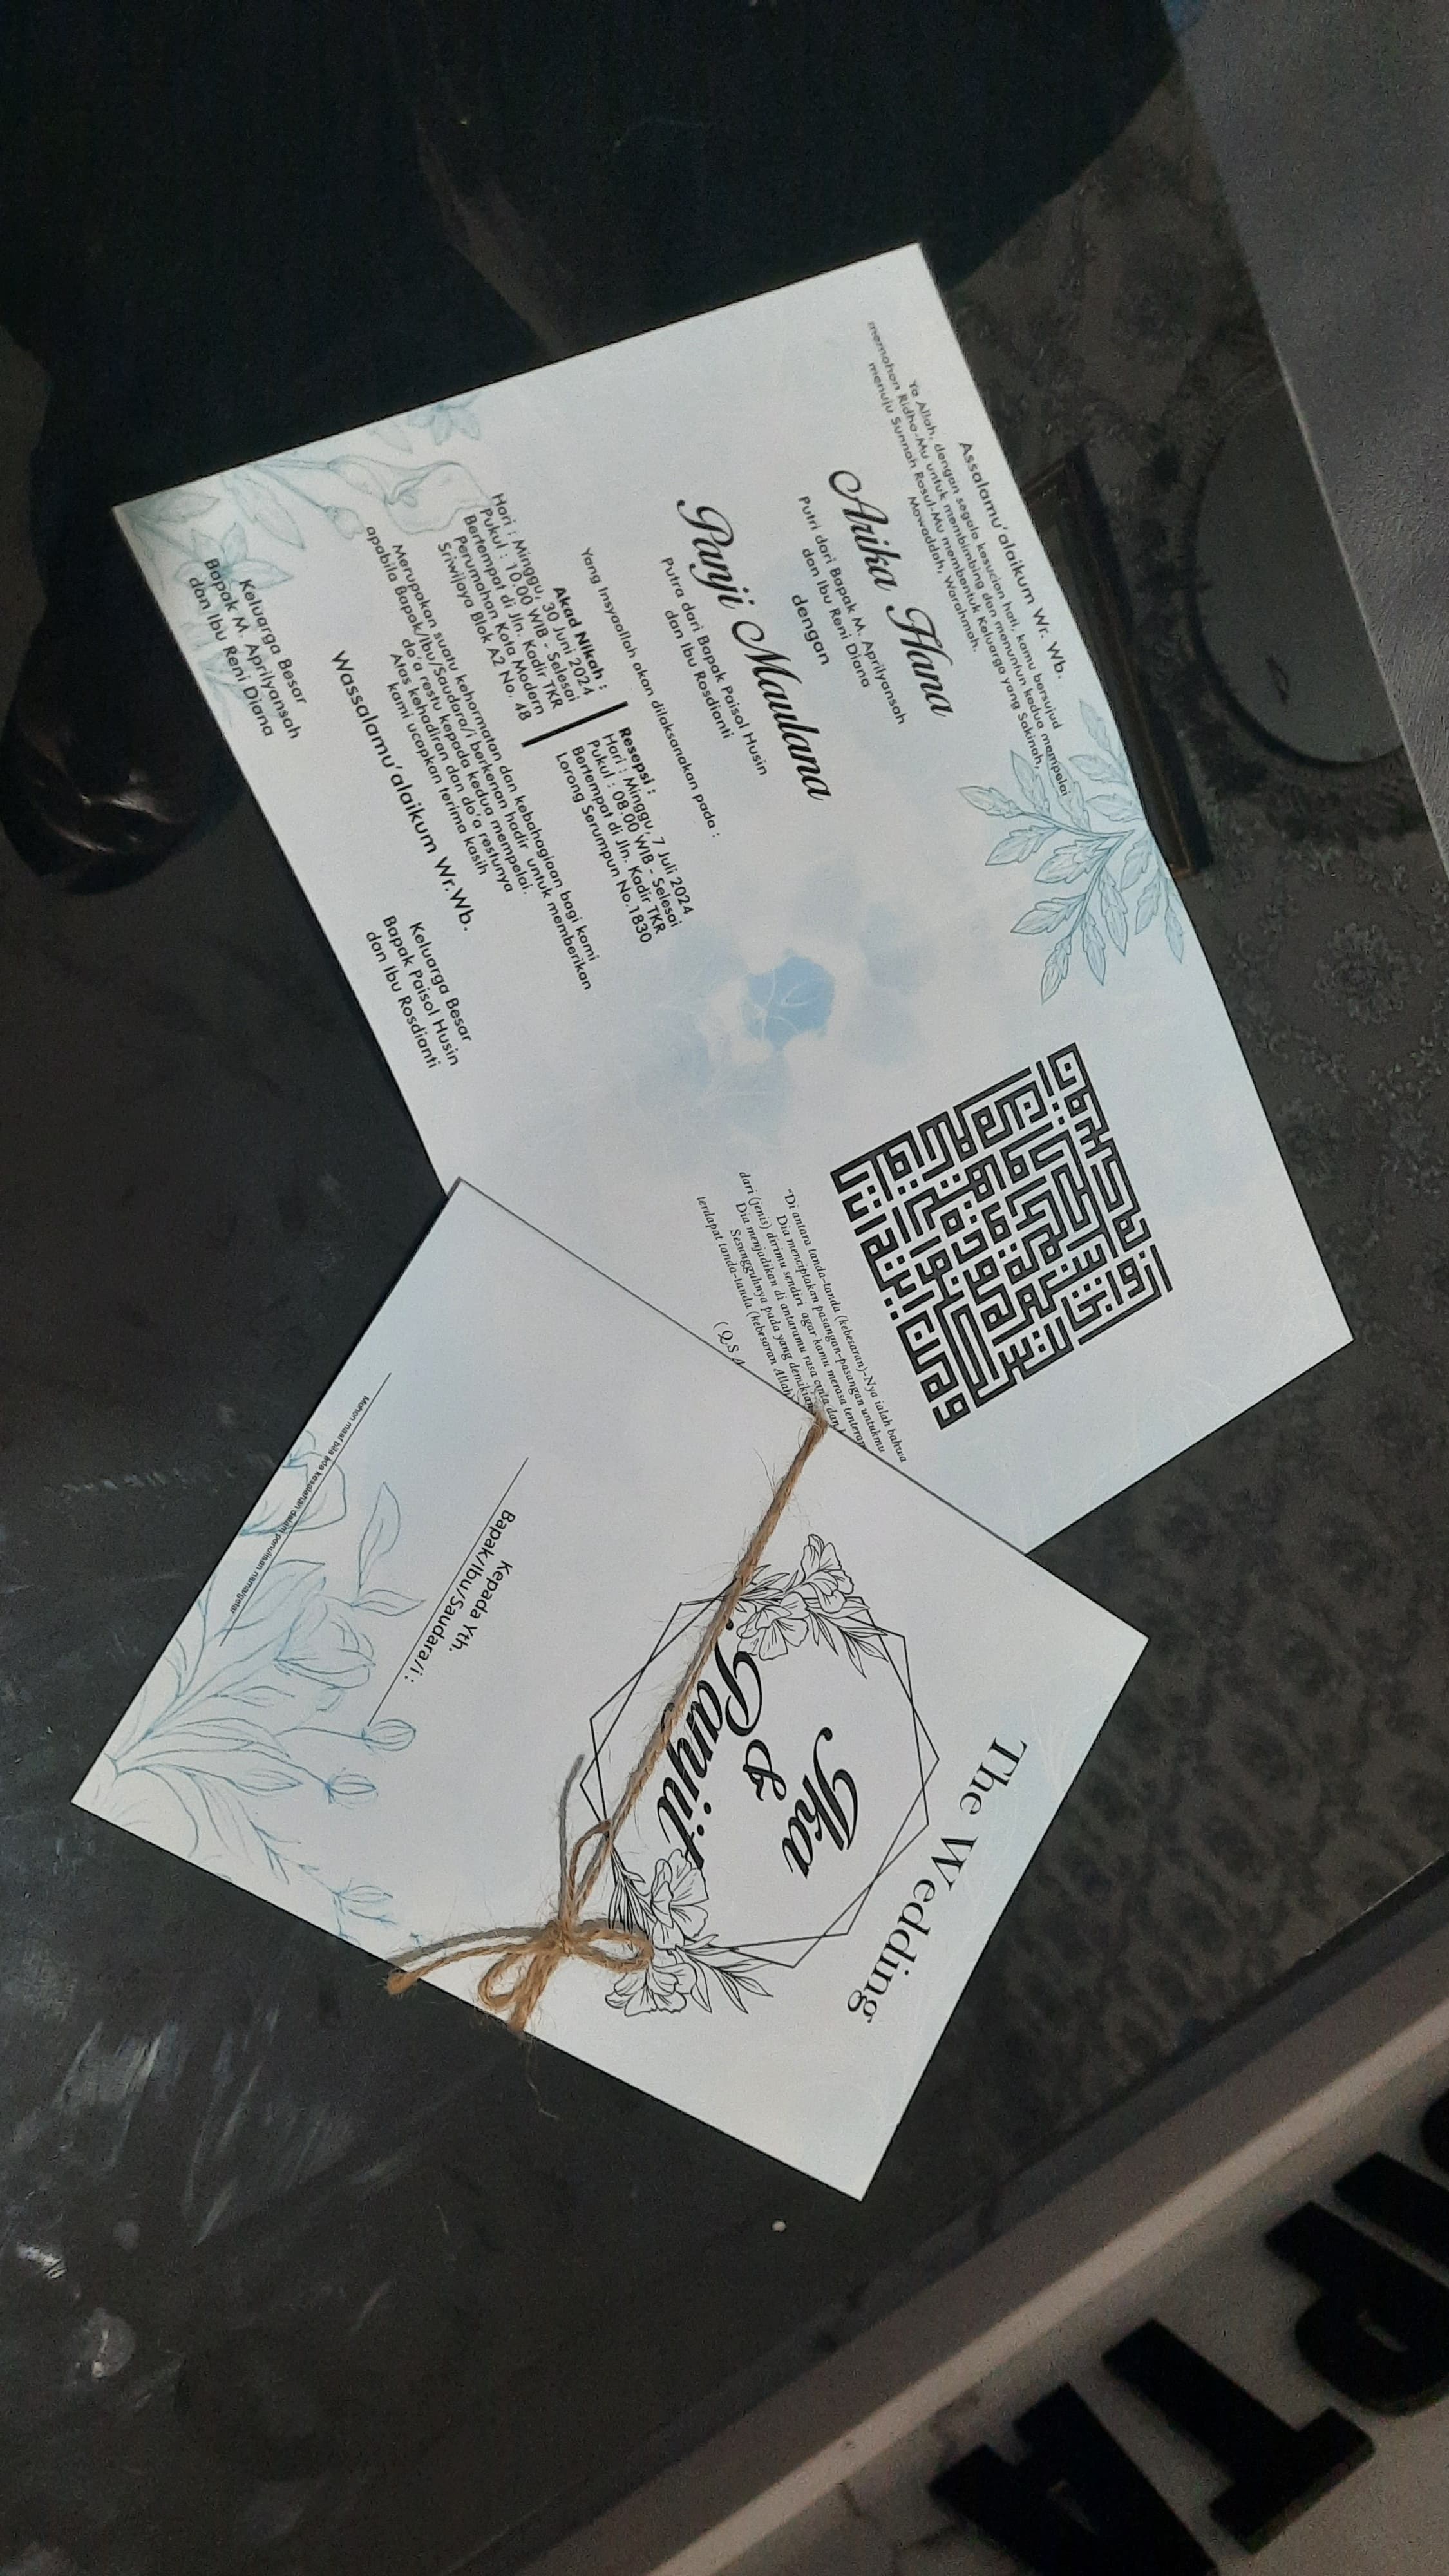 Assalamu'alaikum Wr. Wb.
Ya Allah, dengan segala kesucian hati, kamu bersujud
memohon Ridha-Mu untuk membimbing dan menuntun kedua mempelai
menuju Sunnah Rasul-Mu membentuk Keluarga yang Sakinah,
Mawaddah, Warahmah.
Arika Hana
Putri dari Bapak M. Aprilyansah
dan Ibu Reni Diana
dengan
Panji Maulana
Putra dari Bapak Paisol Husin
dan Ibu Rosdianti
Yang Insyaallah akan dilaksanakan pada :
Akad Nikah :
Hari : Minggu, 30 Juni 2024
Pukul : 10.00 WIB - Selesai
Bertempat di Jln. Kadir TKR
Perumahan Kota Modern
Sriwijaya Blok A2 No. 48
Resepsi :
Hari : Minggu, 7 Juli 2024
Pukul : 08.00 WIB - Selesai
Bertempat di Jln. Kadir TKR
Lorong Serumpun No.1830
Merupakan suatu kehormatan dan kebahagiaan bagi kami
apabila Bapak/Ibu/Saudara/i berkenan hadir untuk memberikan
do'a restu kepada kedua mempelai.
Atas kehadiran dan do'a restunya
kami ucapkan terima kasih
Wassalamu'alaikum Wr.Wb.
Keluarga Besar
Bapak M. Aprilyansah
dan Ibu Reni Diana
Keluarga Besar
Bapak Paisol Husin
dan Ibu Rosdianti
"Di antara tanda-tanda (kebesaran)-Nya ialah bahwa
Dia menciptakan pasangan-pasangan untukmu
dari (jenis) dirimu sendiri agar kamu merasa tenteram
Dia menjadikan di antaramu rasa cinta dan
Sesungguhnya pada yang demikian
terdapat tanda-tanda (kebesaran Allah)
(Q.S
The Wedding
Ika
&
Panjul
Kepada Yth.
Bapak/Ibu/Saudara/i :
Mohon maaf bila ada kesalahan dalam penulisan nama/gelar
PTA